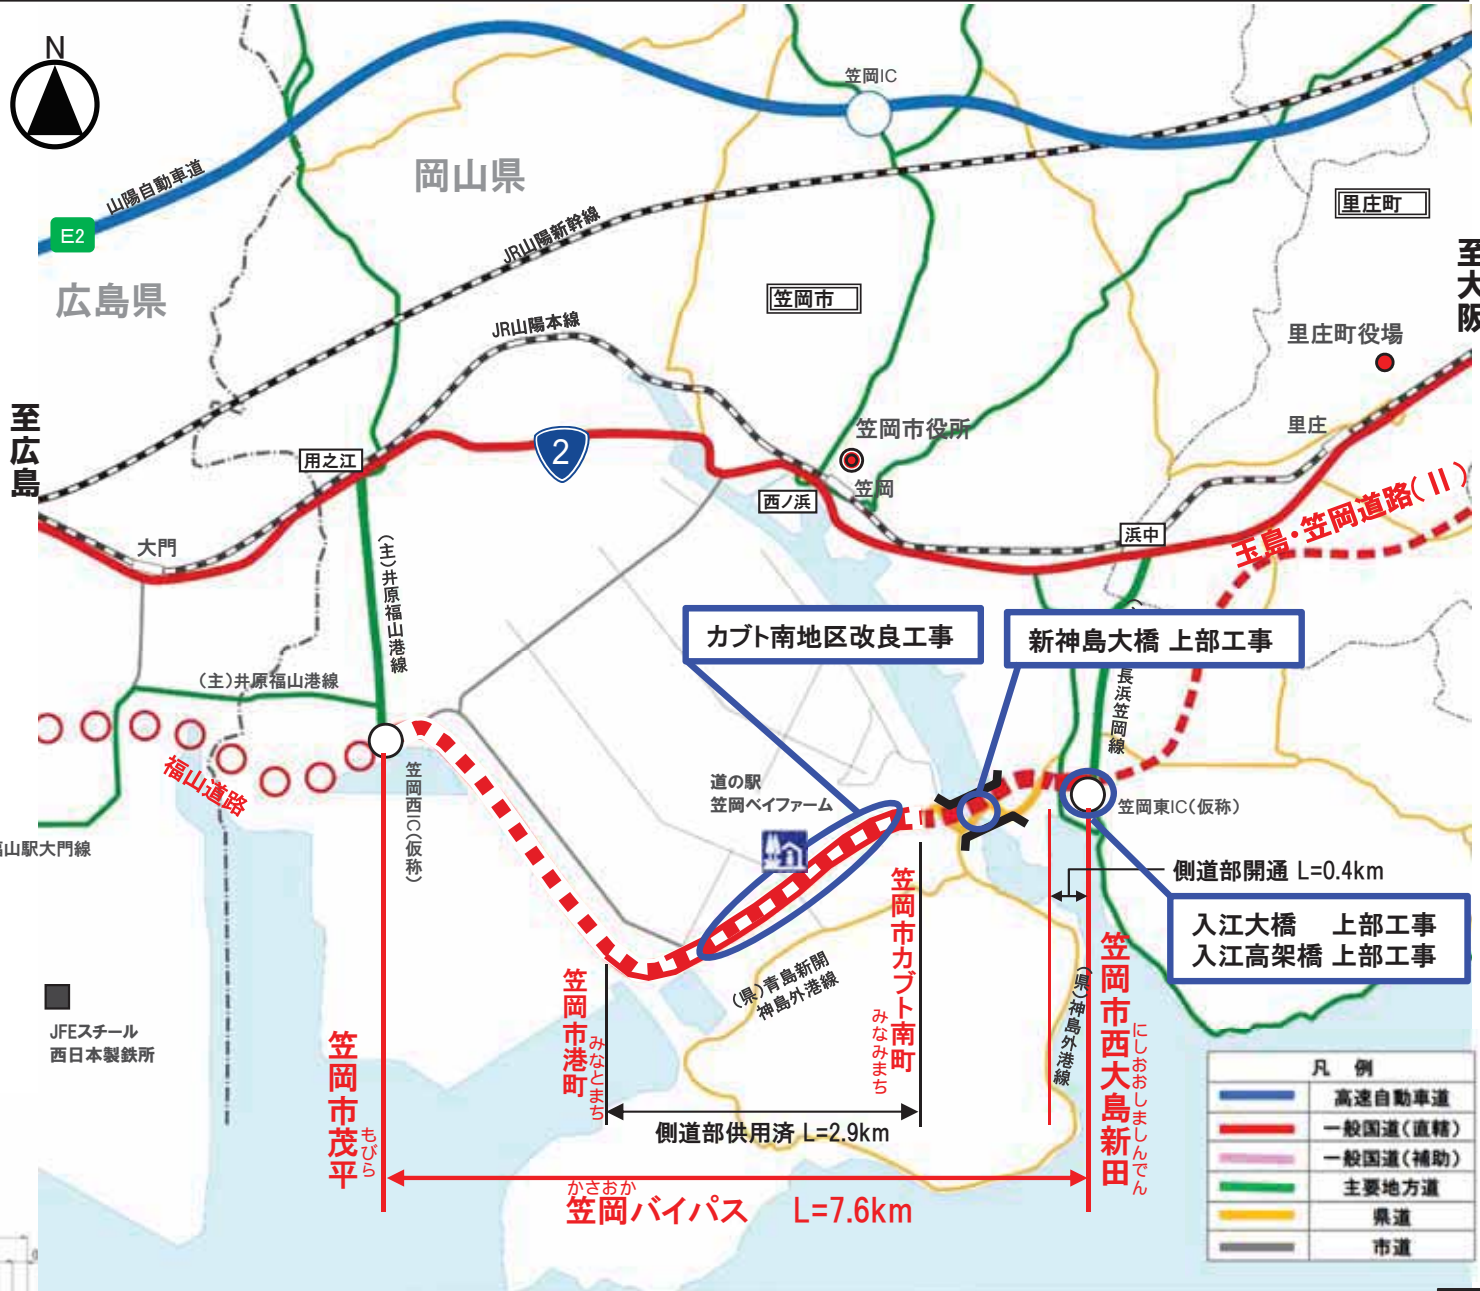 N
笠岡IC
山陽自動車道
E2
岡山県
広島県
JR山陽新幹線
JR山陽本線
里庄町
笠岡市
至大阪
里庄町役場
里庄
至広島
用之江
2
笠岡市役所
笠岡
西ノ浜
浜中
大門
玉島・笠岡道路(Ⅱ)
(主)井原福山港線
(主)井原福山港線
カブト南地区改良工事
新神島大橋 上部工事
長浜笠岡線
福山道路
笠岡西IC(仮称)
道の駅
笠岡ベイファーム
笠岡東IC(仮称)
山駅大門線
側道部開通 L=0.4km
入江大橋 上部工事
入江高架橋 上部工事
(県)青島新開
神島外港線
(県)神島外港線
JFEスチール
西日本製鉄所
笠岡市茂平
もびら
笠岡市港町
みなとまち
笠岡市カブト南町
みなみまち
笠岡市西大島新田
にしおおしましんでん
側道部供用済 L=2.9km
かさおか
笠岡バイパス L=7.6km
凡 例
高速自動車道
一般国道(直轄)
一般国道(補助)
主要地方道
県道
市道